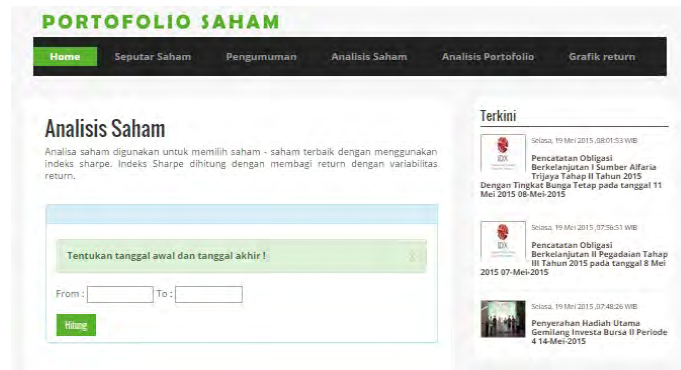 PORTOFOLIO SAHAM
Home Seputar Saham Pengumuman Analisis Saham Analisis Portofolio Grafik return
Analisis Saham
Analisa saham digunakan untuk memilih saham - saham terbaik dengan menggunakan
indeks sharpe. Indeks Sharpe dihitung dengan membagi return dengan variabilitas
return.
Tentukan tanggal awal dan tanggal akhir !
From : To :
Hitung
Terkini
Selasa, 19 Mei 2015 ,08:01:53 WIB
IDX
Pencatatan Obligasi
Berkelanjutan I Sumber Alfaria
Trijaya Tahap II Tahun 2015
Dengan Tingkat Bunga Tetap pada tanggal 11
Mei 2015 08-Mei-2015
Selasa, 19 Mei 2015 ,07:56:51 WIB
IDX
Pencatatan Obligasi
Berkelanjutan II Pegadaian Tahap
III Tahun 2015 pada tanggal 8 Mei
2015 07-Mei-2015
Selasa, 19 Mei 2015 ,07:48:26 WIB
Penyerahan Hadiah Utama
Gemilang Investa Bursa II Periode
4 14-Mei-2015